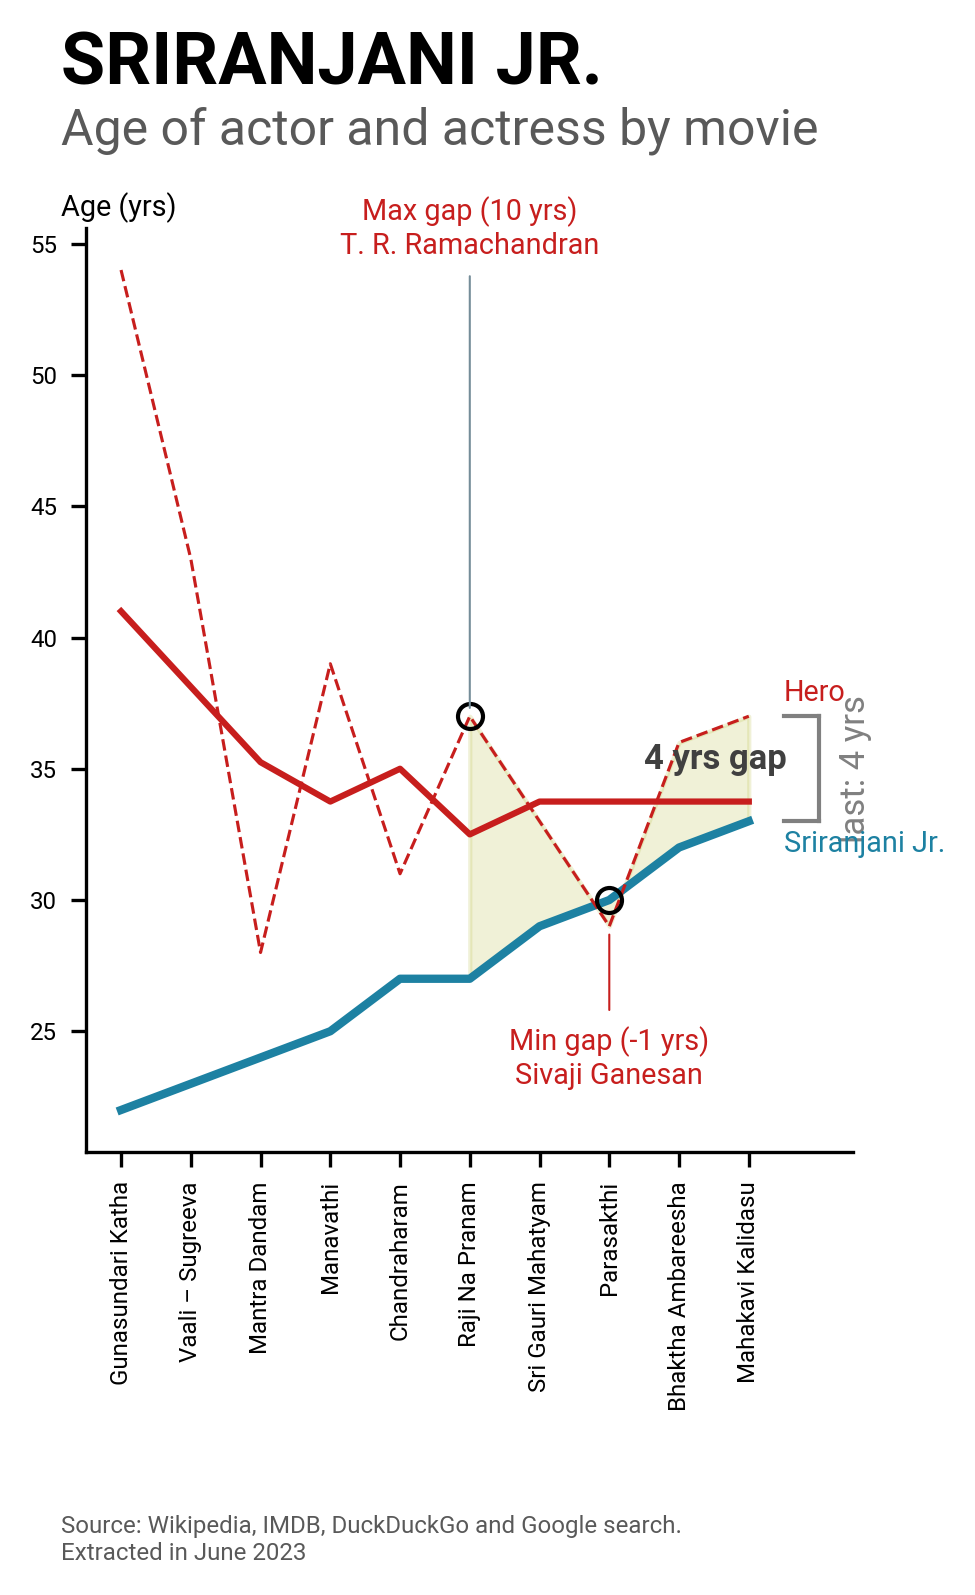 SRIRANJANI JR.
Age of actor and actress by movie
Age (yrs)
Max gap (10 yrs)
T. R. Ramachandran
55
50
45
40
35
30
25
Hero
last: 4 yrs
4 yrs gap
Sriranjani Jr.
Min gap (-1 yrs)
Sivaji Ganesan
Gunasundari Katha
Vaali – Sugreeva
Mantra Dandam
Manavathi
Chandraharam
Raji Na Pranam
Sri Gauri Mahatyam
Parasakthi
Bhaktha Ambareesha
Mahakavi Kalidasu
Source: Wikipedia, IMDB, DuckDuckGo and Google search.
Extracted in June 2023